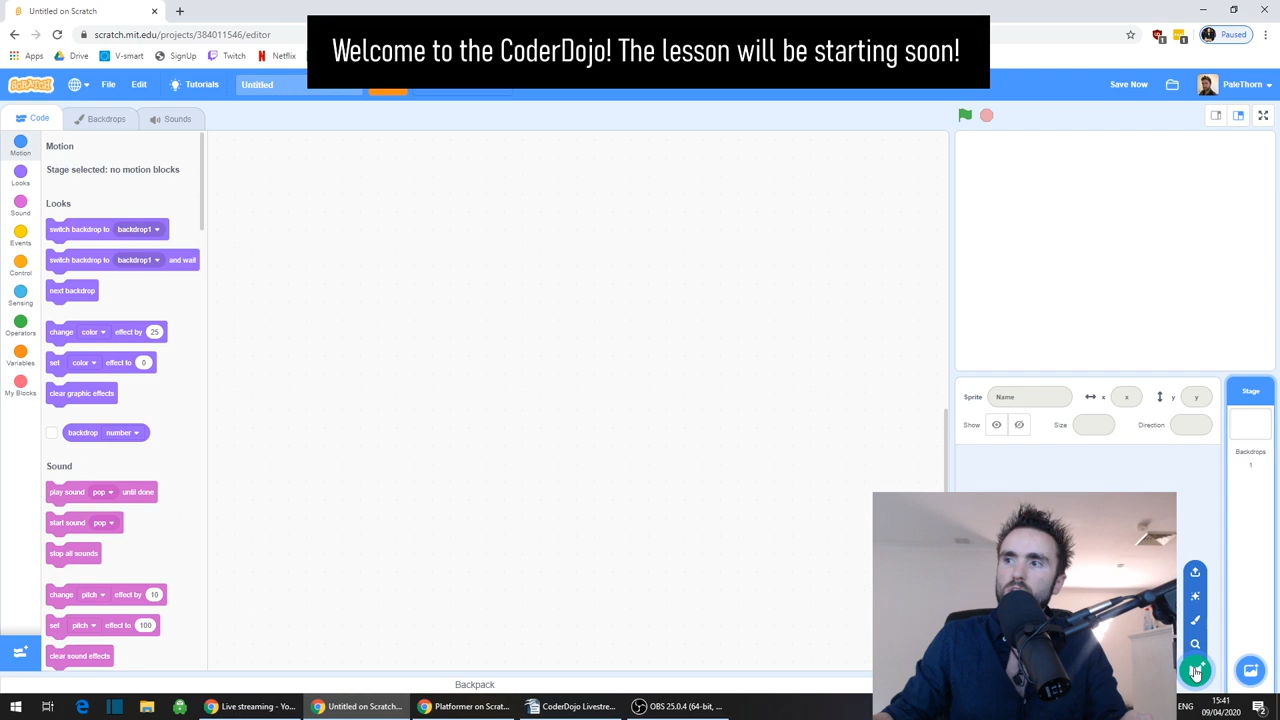 Untitled on Scratch
scratch.mit.edu/projects/384011546/editor
Paused
Apps
Drive
V-smart
SignUp
Netflix
Welcome to the CoderDojo! The lesson will be starting soon!
SCRATCH
File
Edit
Tutorials
Untitled
Save Now
PaleThorn
Code
Backdrops
Sounds
Motion
Looks
Sound
Events
Control
Sensing
Operators
Variables
My Blocks
Motion
Stage selected: no motion blocks
Looks
switch backdrop to backdrop1
switch backdrop to backdrop1 and wait
next backdrop
change color effect by 25
set color effect to 0
clear graphic effects
backdrop number
Sound
play sound pop until done
start sound pop
stop all sounds
change pitch effect by 10
set pitch effect to 100
clear sound effects
Sprite Name x x y y
Show Size Direction
Stage
Backdrops
1
Backpack
Live streaming - Yo...
Untitled on Scratch...
Platformer on Scrat...
CoderDojo Livestre...
OBS 25.0.4 (64-bit, ...
ENG
15:41
09/04/2020
2